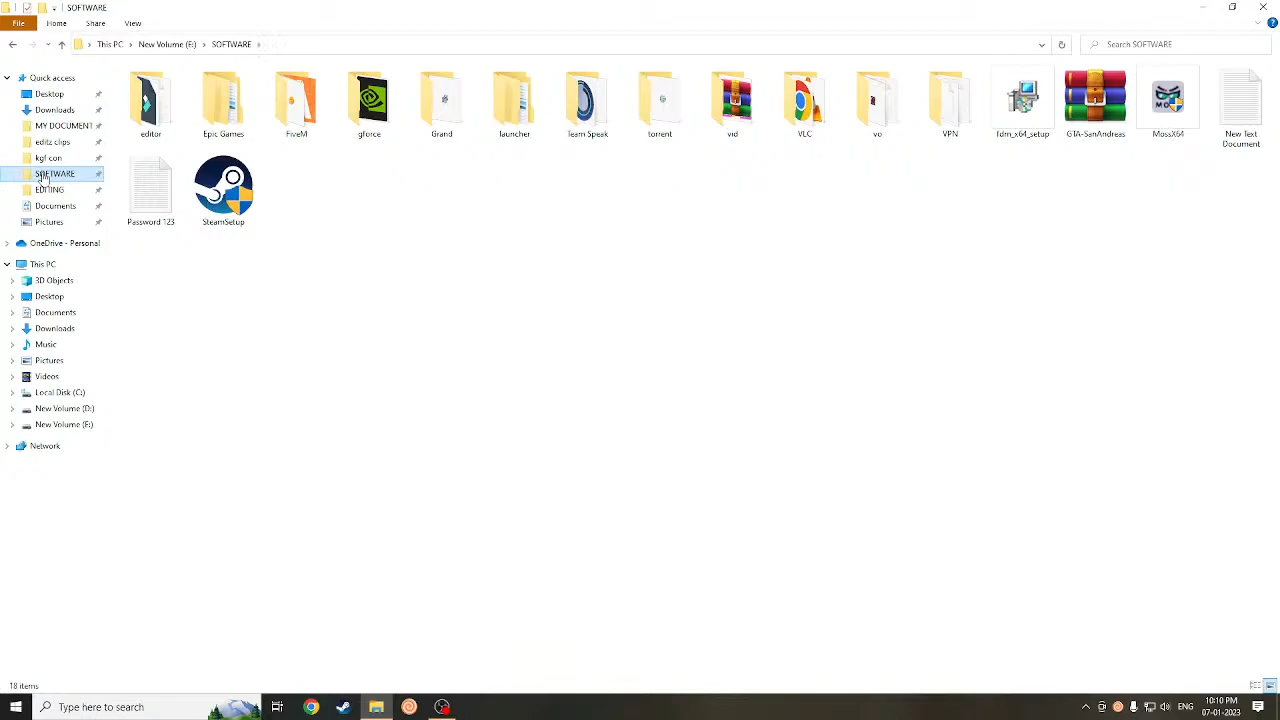 SOFTWARE
File Home Share View
This PC New Volume (E:) SOFTWARE
Search SOFTWARE
Quick access
Desktop
Downloads
MY DOCUMENT
editz clips
kgf con
SOFTWARE
EDITING
Documents
Pictures
OneDrive - Personal
This PC
3D Objects
Desktop
Documents
Downloads
Music
Pictures
Videos
Local Disk (C:)
New Volume (D:)
New Volume (E:)
Network
editor
Epic Games
FiveM
gforce
Grand
launcher
Team Speak
torrent
vid
VLC
vo
VPN
fdm_x64_setup
GTA-SanAndreas
New Text
Document
Password 123
SteamSetup
18 items
Type here to search
ENG
10:10 PM
07-01-2023